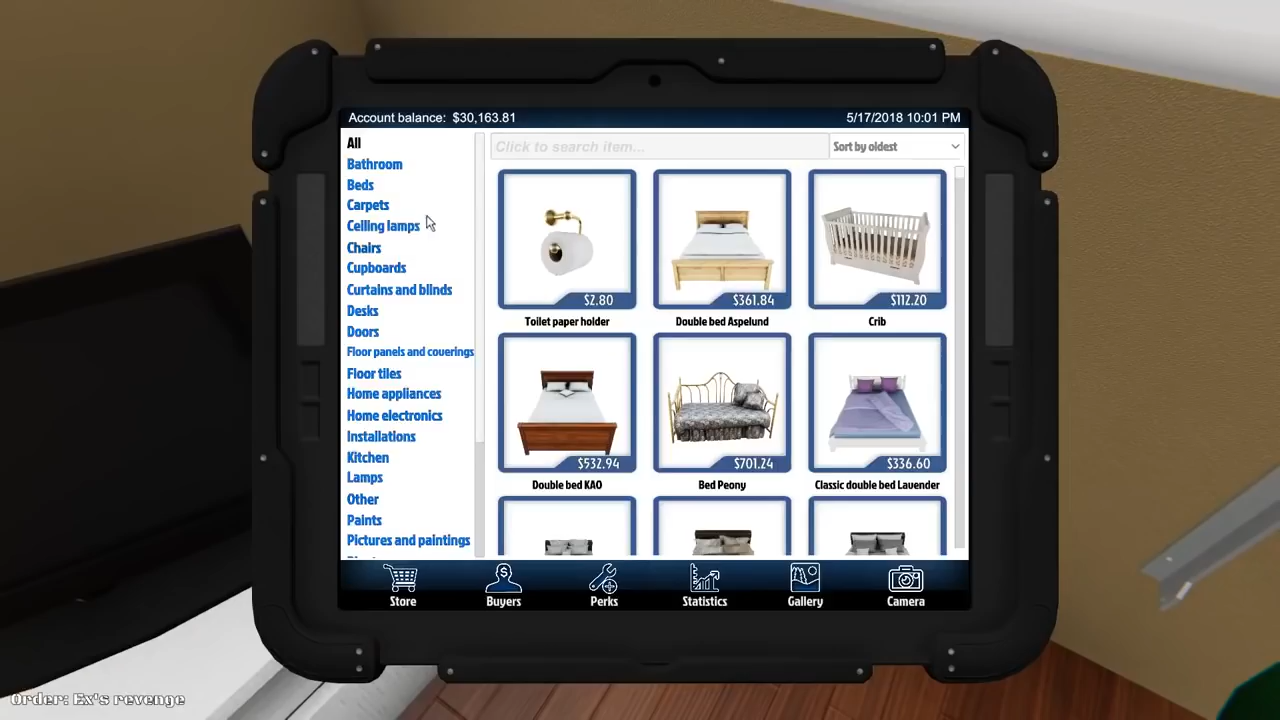 Account balance: $30,163.81
5/17/2018 10:01 PM
All
Bathroom
Beds
Carpets
Ceiling lamps
Chairs
Cupboards
Curtains and blinds
Desks
Doors
Floor panels and coverings
Floor tiles
Home appliances
Home electronics
Installations
Kitchen
Lamps
Other
Paints
Pictures and paintings
Click to search item...
Sort by oldest
$2.80
$361.84
$112.20
Toilet paper holder
Double bed Aspelund
Crib
$532.94
$701.24
$336.60
Double bed KAO
Bed Peony
Classic double bed Lavender
Store
Buyers
Perks
Statistics
Gallery
Camera
Order: Ex's revenge